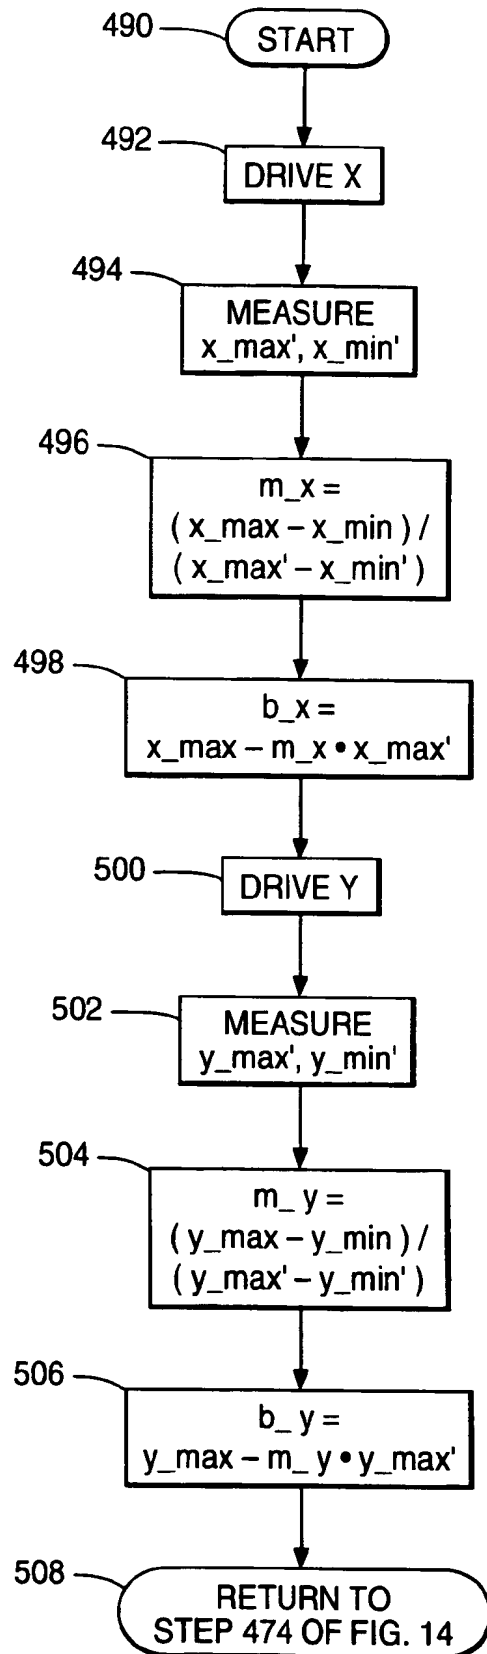 490
START
492
DRIVE X
494
MEASURE
x_max', x_min'
496
m_x =
( x_max – x_min ) /
( x_max' – x_min' )
498
b_x =
x_max – m_x • x_max'
500
DRIVE Y
502
MEASURE
y_max', y_min'
504
m_ y =
( y_max – y_min ) /
( y_max' – y_min' )
506
b_ y =
y_max – m_ y • y_max'
508
RETURN TO
STEP 474 OF FIG. 14